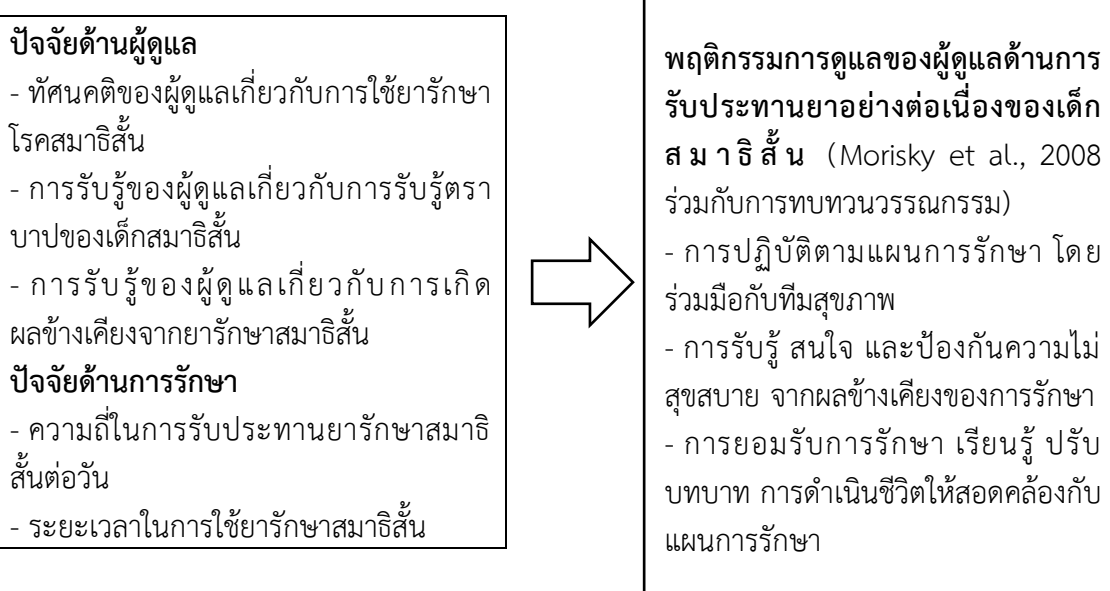 ปัจจัยด้านผู้ดูแล
- ทัศนคติของผู้ดูแลเกี่ยวกับการใช้ยารักษา
โรคสมาธิสั้น
- การรับรู้ของผู้ดูแลเกี่ยวกับการรับรู้ตรา
บาปของเด็กสมาธิสั้น
- การรับรู้ของผู้ดูแลเกี่ยวกับการเกิด
ผลข้างเคียงจากยารักษาสมาธิสั้น
ปัจจัยด้านการรักษา
- ความถี่ในการรับประทานยารักษาสมาธิ
สั้นต่อวัน
- ระยะเวลาในการใช้ยารักษาสมาธิสั้น
พฤติกรรมการดูแลของผู้ดูแลด้านการ
รับประทานยาอย่างต่อเนื่องของเด็ก
สมาธิสั้น (Morisky et al., 2008
ร่วมกับการทบทวนวรรณกรรม)
- การปฏิบัติตามแผนการรักษา โดย
ร่วมมือกับทีมสุขภาพ
- การรับรู้ สนใจ และป้องกันความไม่
สุขสบาย จากผลข้างเคียงของการรักษา
- การยอมรับการรักษา เรียนรู้ ปรับ
บทบาท การดำเนินชีวิตให้สอดคล้องกับ
แผนการรักษา